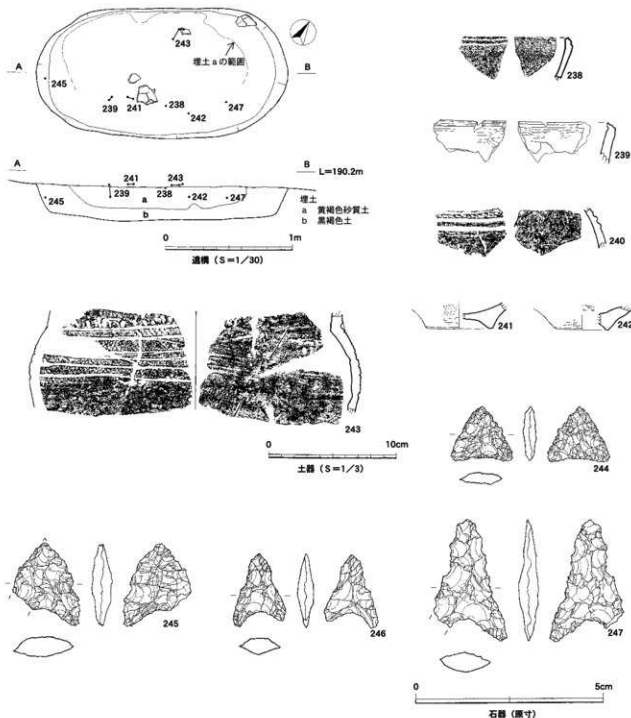 243
埋土aの範囲
A
B
245
239
241
238
247
242
A
B
L=190.2m
241
243
245
239
a
238
242
247
b
埋土
a 黄褐色砂質土
b 黒褐色土
0
1m
遺構（S=1/30）
238
239
240
241
242
243
0
10cm
土器（S=1/3）
244
245
246
247
0
5cm
石器（原寸）